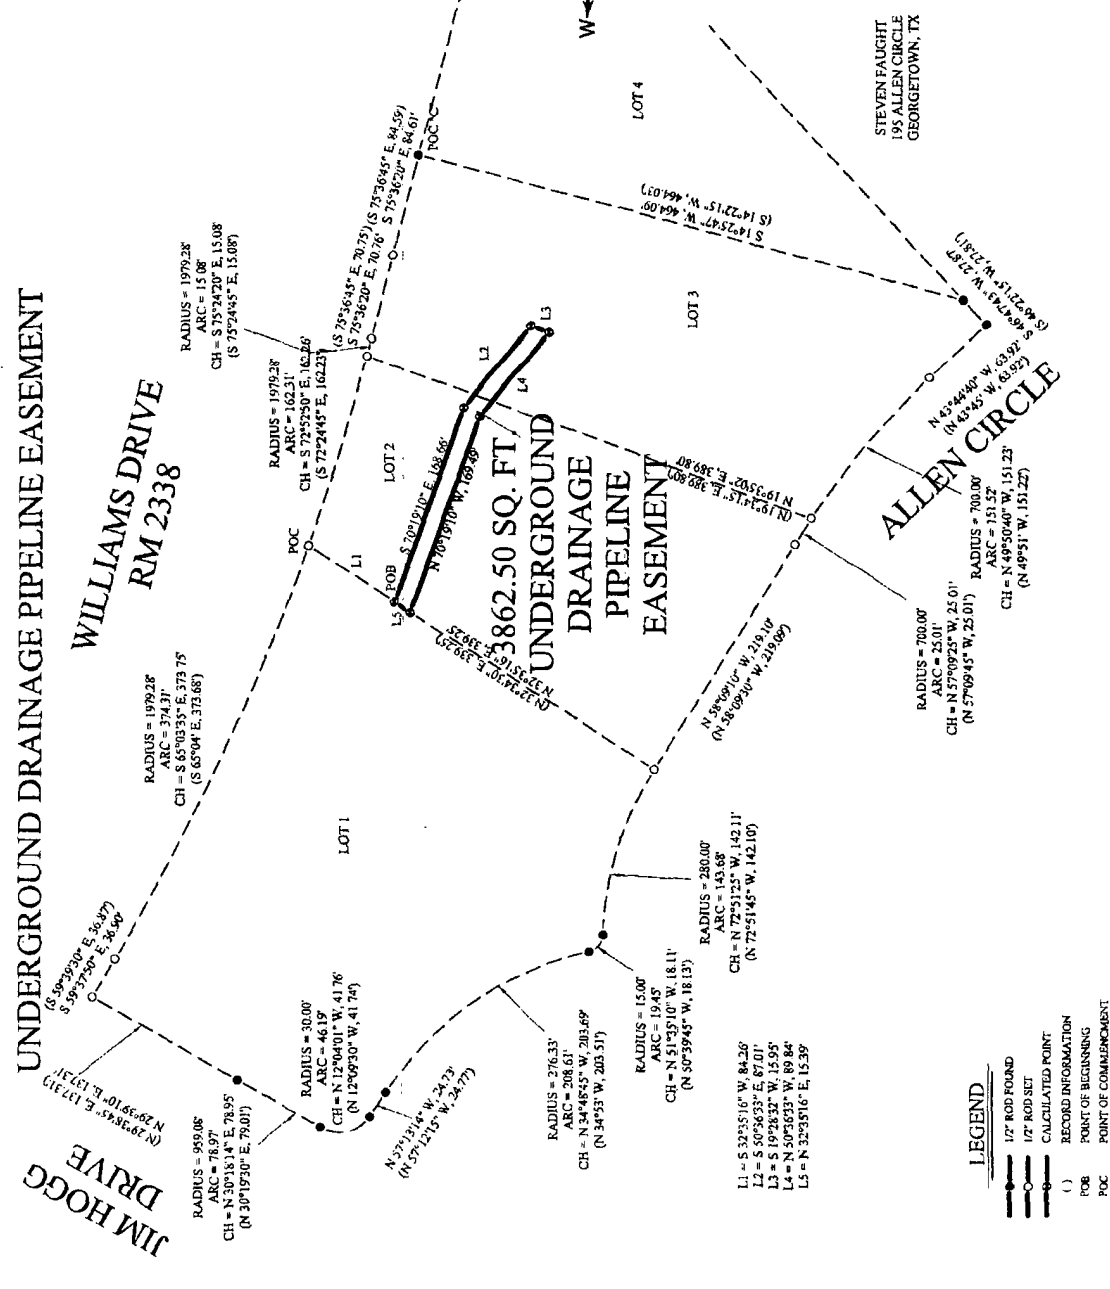 UNDERGROUND DRAINAGE PIPELINE EASEMENT
WILLIAMS DRIVE
RM 2338
JIM HOGG
DRIVE
ALLEN CIRCLE
W
STEVEN FAUGHT
195 ALLEN CIRCLE
GEORGETOWN, TX
LOT 1
LOT 2
LOT 3
LOT 4
POC
POC "C"
POB
L1
L2
L3
L4
L5
3862.50 SQ. FT
UNDERGROUND
DRAINAGE
PIPELINE
EASEMENT
S 70°19'10" E, 168.66'
N 70°19'10" W, 169.49'
(S 59°39'30" E, 36.87')
S 59°37'50" E, 36.90'
(N 29°38'45" E, 137.31')
N 29°39'10" E, 137.31'
RADIUS = 959.08'
ARC = 78.97'
CH = N 30°18'14" E, 78.95'
(N 30°19'30" E, 79.01')
RADIUS = 30.00'
ARC = 46.19'
CH = N 12°04'01" W, 41.76'
(N 12°09'30" W, 41.74')
N 57°13'14" W, 24.73'
(N 57°12'15" W, 24.77')
RADIUS = 276.33'
ARC = 208.61'
CH = N 34°48'45" W, 203.69'
(N 34°53' W, 203.51')
RADIUS = 15.00'
ARC = 19.45'
CH = N 51°35'10" W, 18.11'
(N 50°39'45" W, 18.13')
RADIUS = 280.00'
ARC = 143.68'
CH = N 72°51'25" W, 142.11'
(N 72°51'45" W, 142.10')
RADIUS = 1979.28'
ARC = 374.31'
CH = S 65°03'35" E, 373.75'
(S 65°04' E, 373.68')
RADIUS = 1979.28'
ARC = 162.31'
CH = S 72°52'50" E, 162.26'
(S 72°24'45" E, 162.23')
RADIUS = 1979.28'
ARC = 15.08'
CH = S 75°24'20" E, 15.08'
(S 75°24'45" E, 15.08')
(S 75°36'45" E, 70.75')
S 75°36'20" E, 70.76'
(S 75°36'45" E, 84.59')
S 75°36'20" E, 84.61'
S 14°25'47" W, 464.09'
(S 14°22'15" W, 464.03')
(N 19°34'15" E, 389.80')
N 19°35'02" E, 389.80'
(N 32°34'30" E, 339.25')
N 32°35'16" E, 339.25'
N 58°09'10" W, 219.10'
(N 58°09'30" W, 219.09')
RADIUS = 700.00'
ARC = 25.01'
CH = N 57°09'25" W, 25.01'
(N 57°09'45" W, 25.01')
RADIUS = 700.00'
ARC = 151.52'
CH = N 49°50'40" W, 151.23'
(N 49°51' W, 151.22')
N 43°44'40" W, 63.92'
(N 43°45' W, 63.92')
S 46°47'43" W, 27.87'
(S 46°22'15" W, 27.81')
L1 = S 32°35'16" W, 84.26'
L2 = S 50°36'33" E, 87.01'
L3 = S 19°28'32" W, 15.95'
L4 = N 50°36'33" W, 89.84'
L5 = N 32°35'16" E, 15.39'
LEGEND
1/2" ROD FOUND
1/2" ROD SET
CALCULATED POINT
( ) RECORD INFORMATION
POB POINT OF BEGINNING
POC POINT OF COMMENCMENT